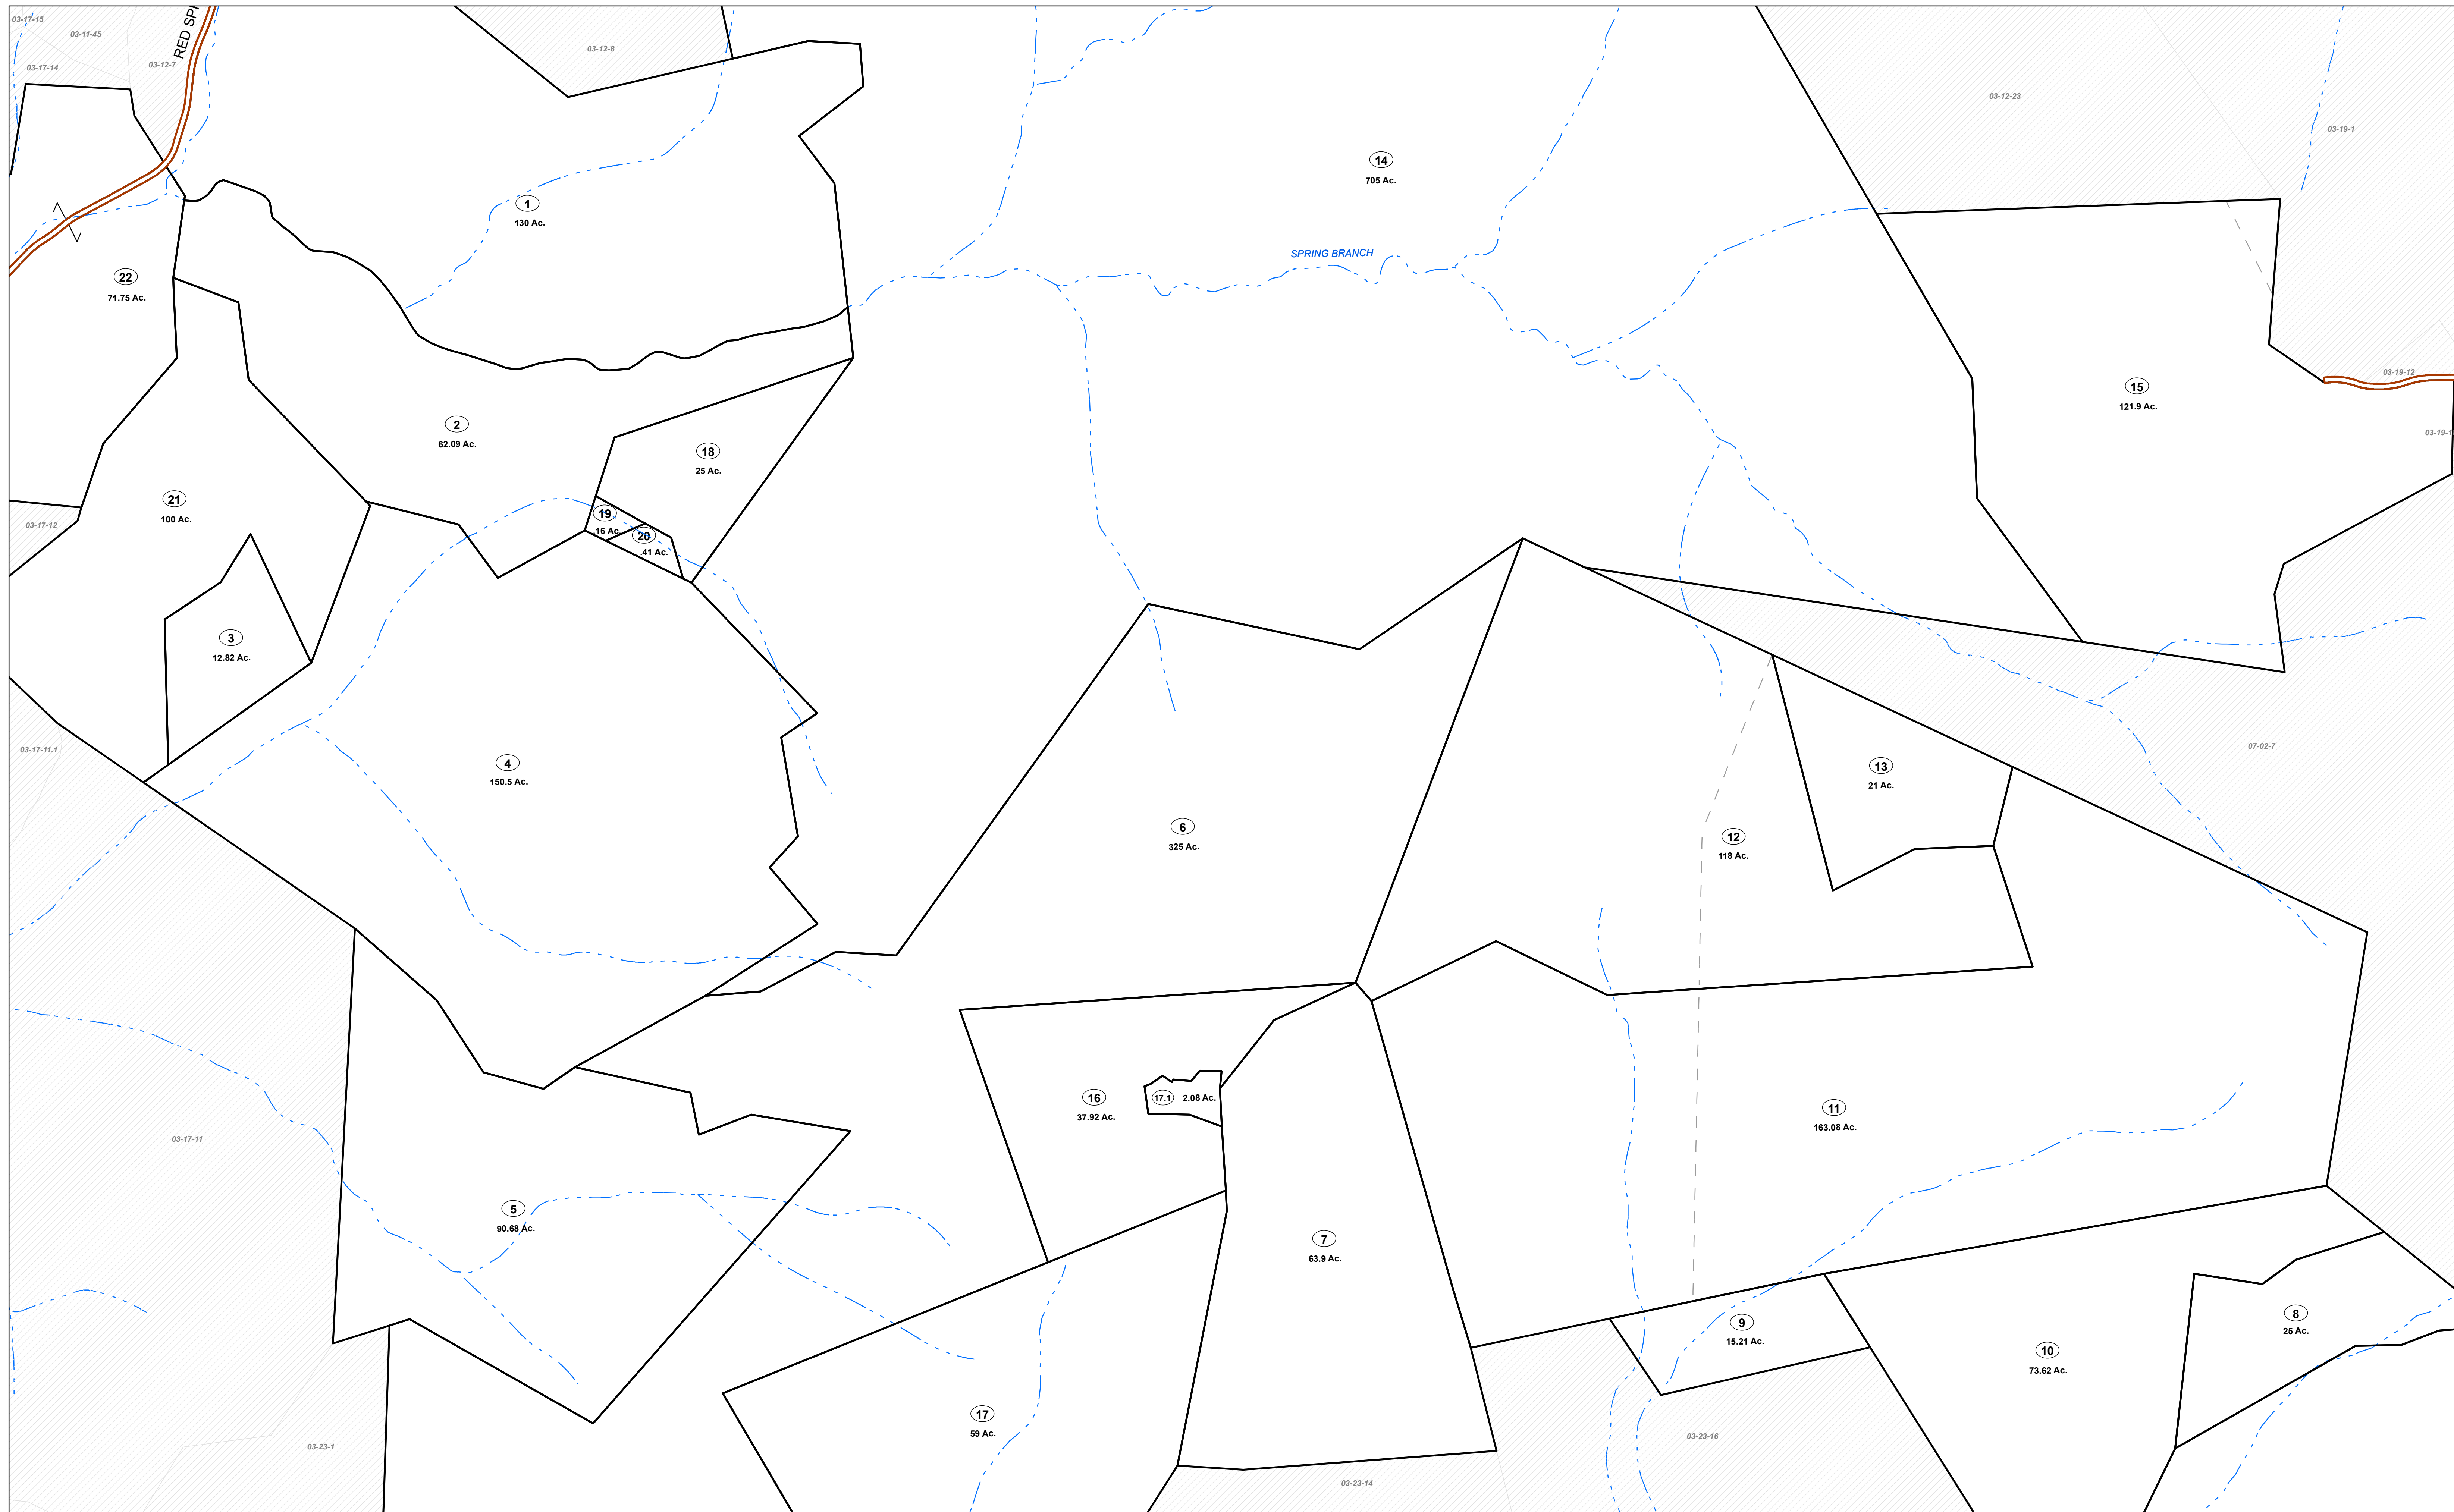 03-17-15
03-11-45
RED SPR
03-12-8
03-17-14
03-12-7
03-12-23
03-19-1
14
705 Ac.
1
130 Ac.
SPRING BRANCH
22
71.75 Ac.
03-19-12
15
121.9 Ac.
2
62.09 Ac.
03-19-1
18
25 Ac.
21
100 Ac.
03-17-12
19
.16 Ac.
20
.41 Ac.
3
12.82 Ac.
03-17-11.1
07-02-7
4
150.5 Ac.
13
21 Ac.
6
325 Ac.
12
118 Ac.
16
37.92 Ac.
17.1
2.08 Ac.
11
163.08 Ac.
03-17-11
5
90.68 Ac.
7
63.9 Ac.
8
25 Ac.
9
15.21 Ac.
10
73.62 Ac.
17
59 Ac.
03-23-1
03-23-16
03-23-14